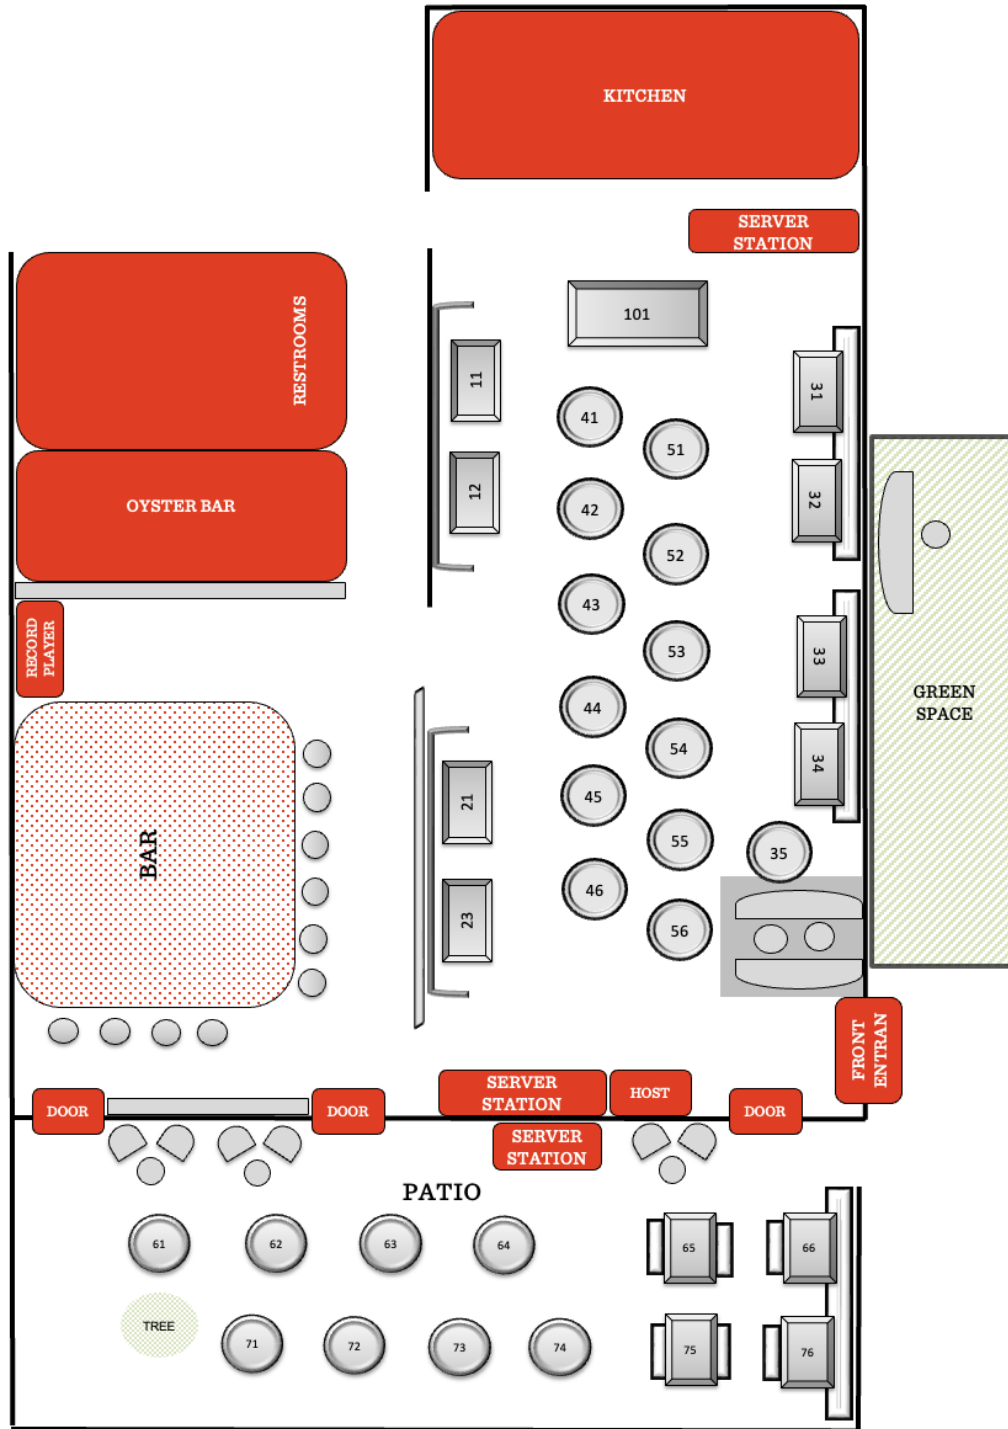 KITCHEN
SERVER
STATION
RESTROOMS
101
11
31
41
51
12
32
42
OYSTER BAR
52
43
RECORD
PLAYER
53
33
GREEN
SPACE
44
54
34
21
45
BAR
55
35
46
23
56
FRONT
ENTRAN
DOOR
DOOR
SERVER
STATION
HOST
DOOR
SERVER
STATION
PATIO
61
62
63
64
65
66
TREE
71
72
73
74
75
76